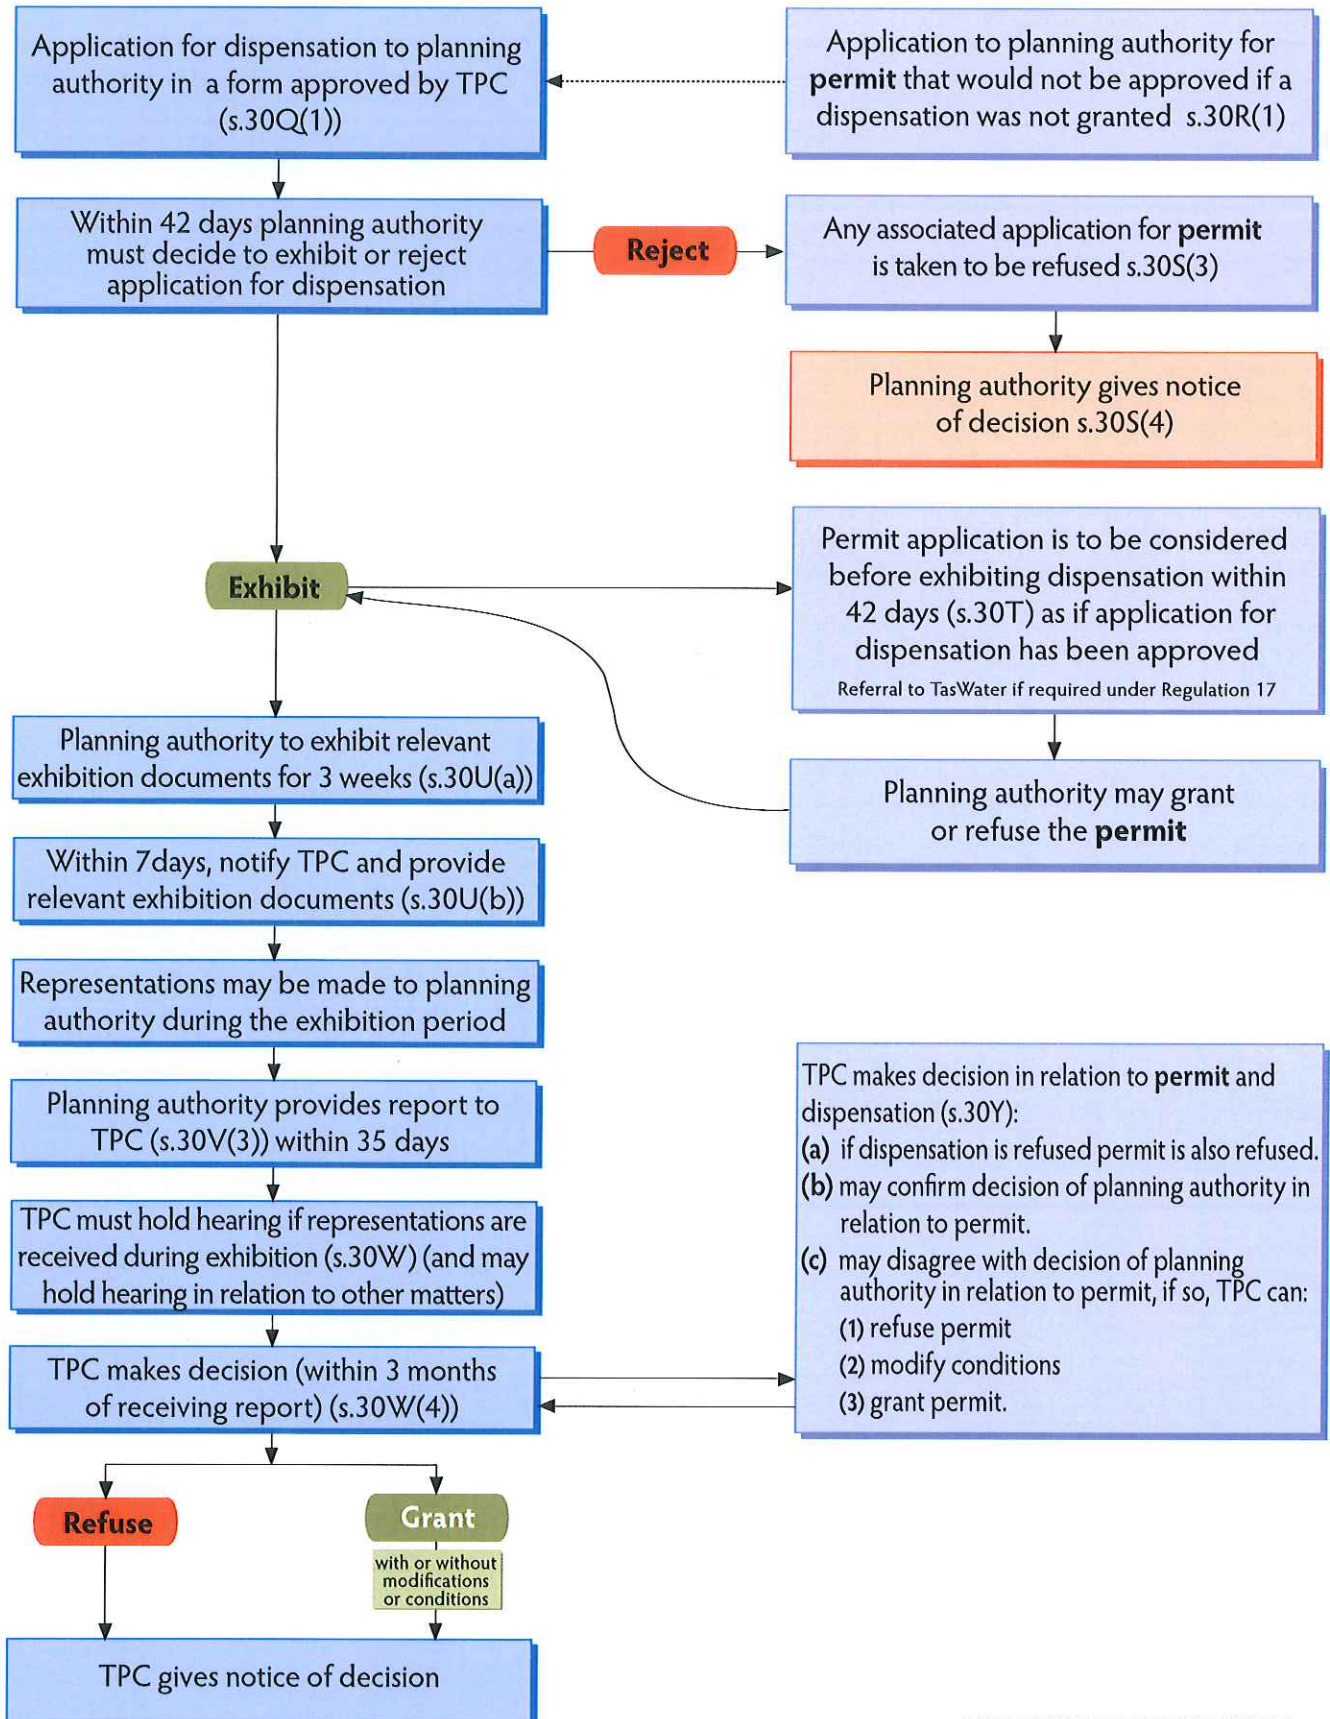 Application for dispensation to planning
authority in a form approved by TPC
(s.30Q(1))
Application to planning authority for
permit that would not be approved if a
dispensation was not granted s.30R(1)
Within 42 days planning authority
must decide to exhibit or reject
application for dispensation
Reject
Any associated application for permit
is taken to be refused s.30S(3)
Planning authority gives notice
of decision s.30S(4)
Exhibit
Permit application is to be considered
before exhibiting dispensation within
42 days (s.30T) as if application for
dispensation has been approved
Referral to TasWater if required under Regulation 17
Planning authority may grant
or refuse the permit
Planning authority to exhibit relevant
exhibition documents for 3 weeks (s.30U(a))
Within 7days, notify TPC and provide
relevant exhibition documents (s.30U(b))
Representations may be made to planning
authority during the exhibition period
Planning authority provides report to
TPC (s.30V(3)) within 35 days
TPC must hold hearing if representations are
received during exhibition (s.30W) (and may
hold hearing in relation to other matters)
TPC makes decision (within 3 months
of receiving report) (s.30W(4))
TPC makes decision in relation to permit and
dispensation (s.30Y):
(a) if dispensation is refused permit is also refused.
(b) may confirm decision of planning authority in
relation to permit.
(c) may disagree with decision of planning
authority in relation to permit, if so, TPC can:
(1) refuse permit
(2) modify conditions
(3) grant permit.
Refuse
Grant
with or without
modifications
or conditions
TPC gives notice of decision